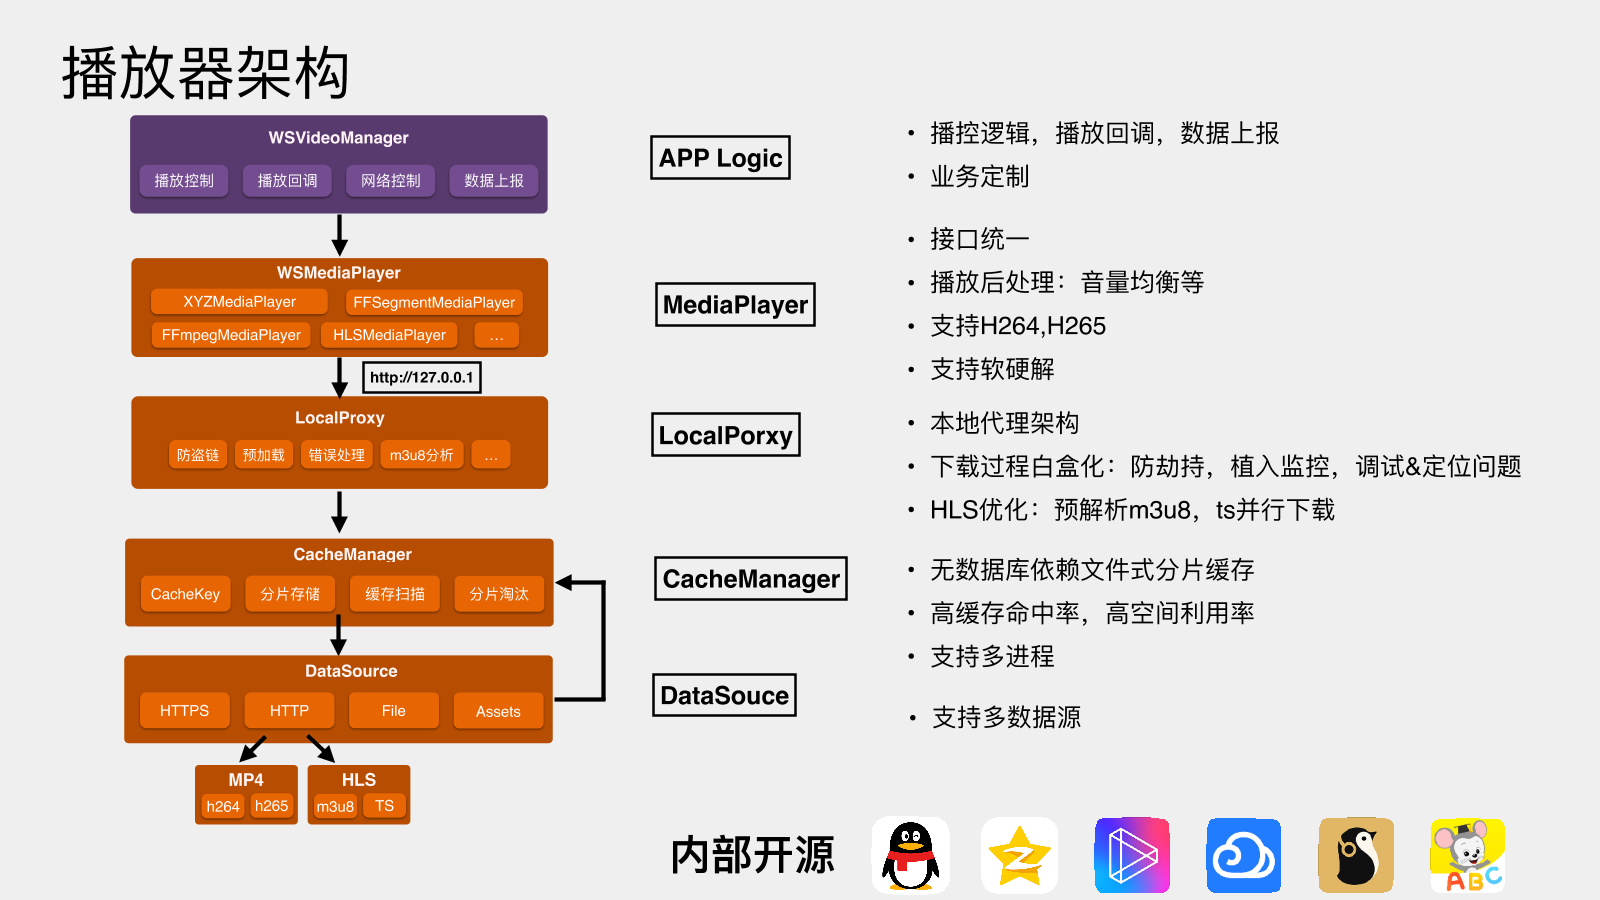 播放器架构
WSVideoManager
播放控制 播放回调 网络控制 数据上报
WSMediaPlayer
XYZMediaPlayer FFSegmentMediaPlayer
FFmpegMediaPlayer HLSMediaPlayer ...
http://127.0.0.1
LocalProxy
防盗链 预加载 错误处理 m3u8分析 ...
CacheManager
CacheKey 分片存储 缓存扫描 分片淘汰
DataSource
HTTPS HTTP File Assets
MP4
h264 h265
HLS
m3u8 TS
APP Logic
• 播控逻辑，播放回调，数据上报
• 业务定制
MediaPlayer
• 接口统一
• 播放后处理：音量均衡等
• 支持H264,H265
• 支持软硬解
LocalPorxy
• 本地代理架构
• 下载过程白盒化：防劫持，植入监控，调试&定位问题
• HLS优化：预解析m3u8，ts并行下载
CacheManager
• 无数据库依赖文件式分片缓存
• 高缓存命中率，高空间利用率
• 支持多进程
DataSouce
• 支持多数据源
内部开源
ABC